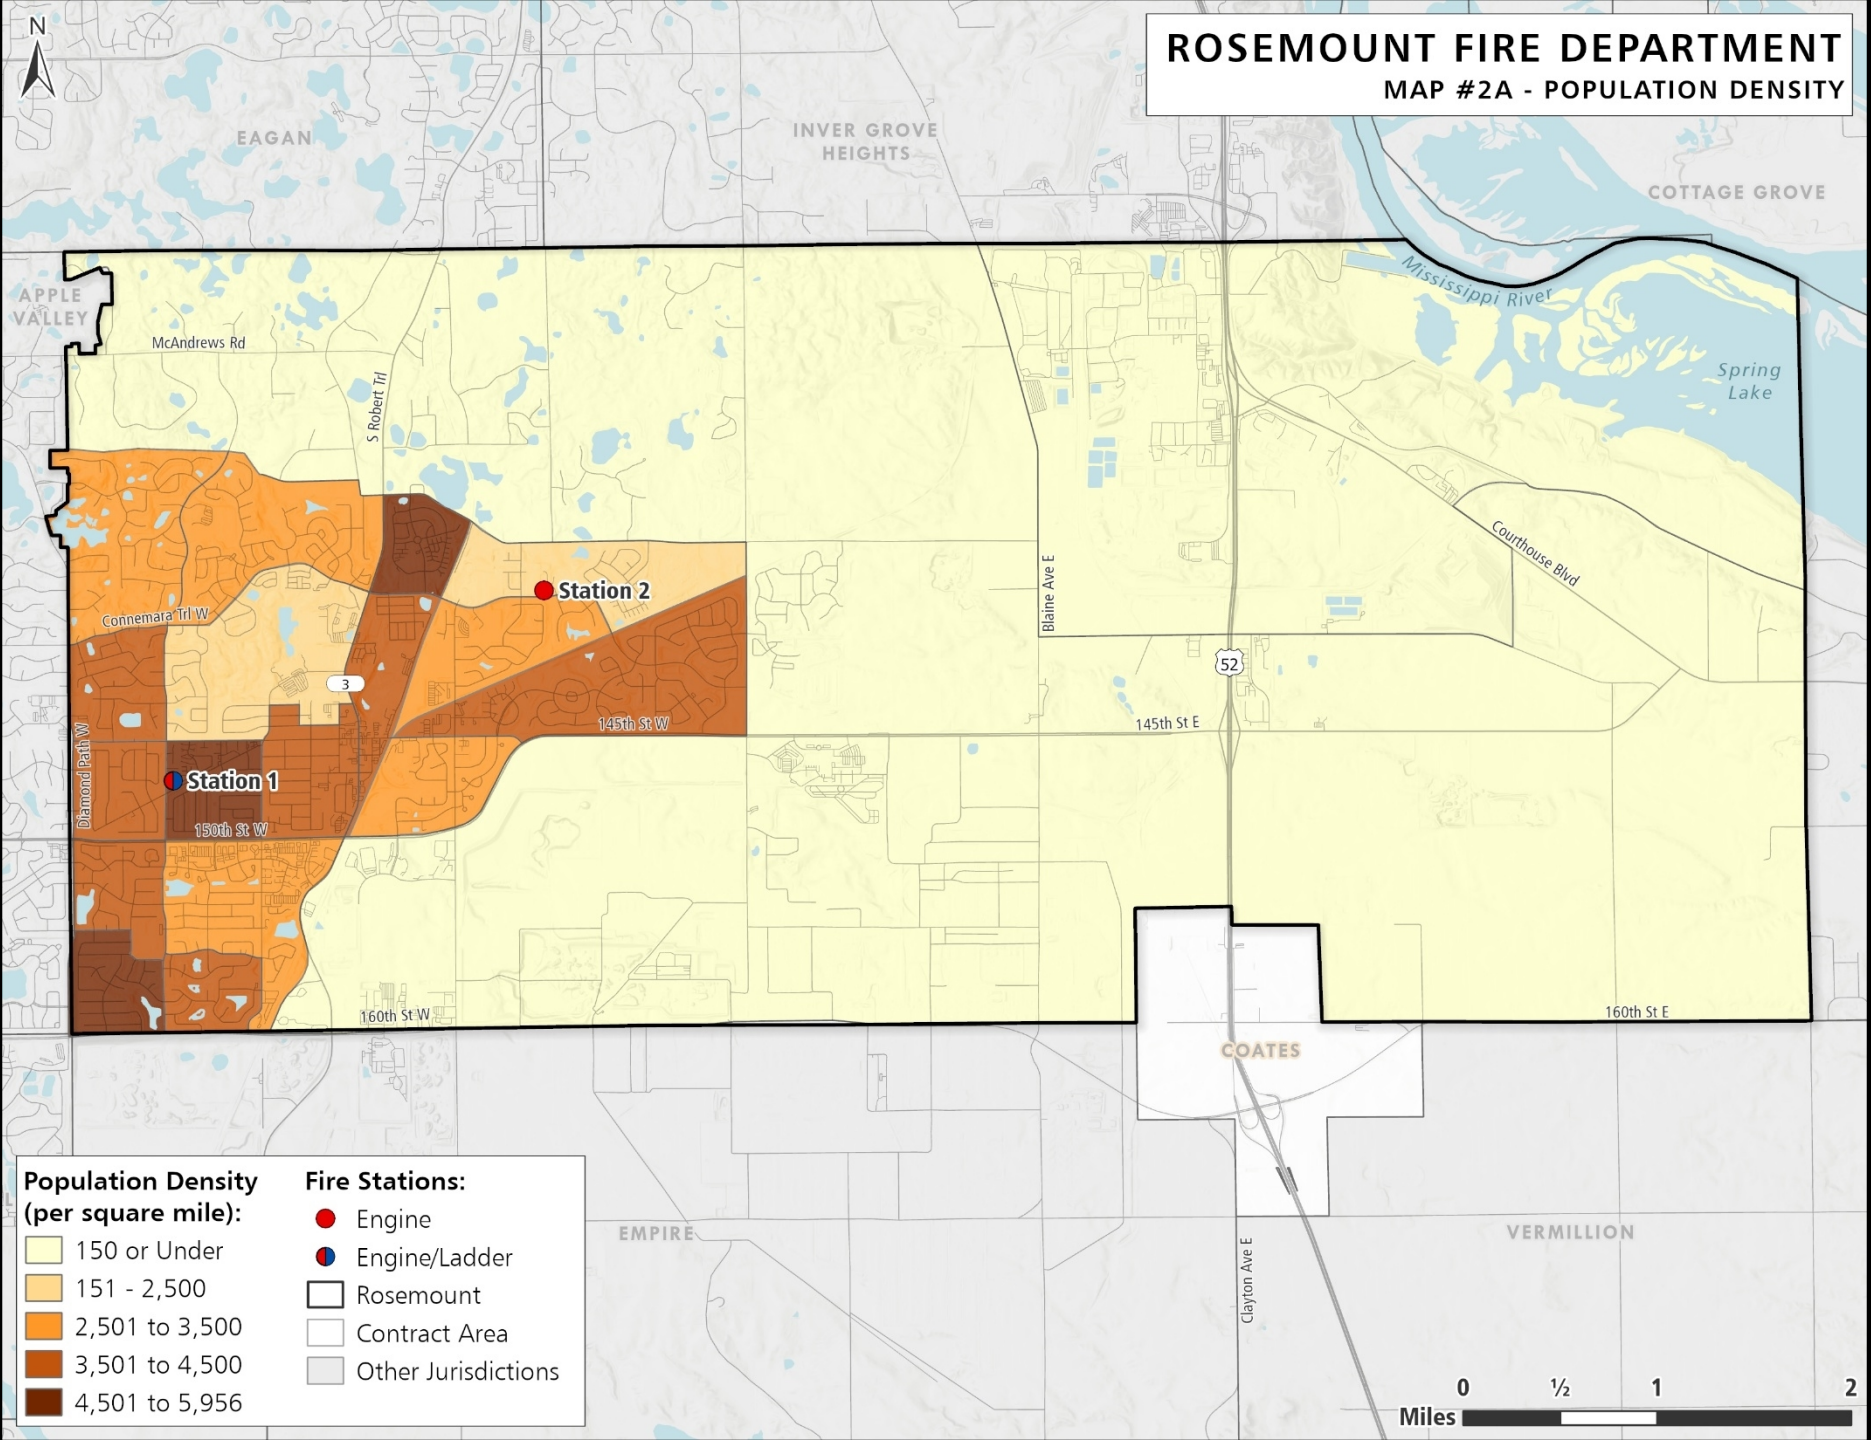 N
ROSEMOUNT FIRE DEPARTMENT
MAP #2A - POPULATION DENSITY
EAGAN
INVER GROVE
HEIGHTS
COTTAGE GROVE
APPLE
VALLEY
McAndrews Rd
S Robert Trl
Mississippi River
Spring
Lake
Courthouse Blvd
Blaine Ave E
Station 2
Connemara Trl W
3
52
145th St W
145th St E
Diamond Path W
Station 1
150th St W
160th St W
160th St E
COATES
EMPIRE
VERMILLION
Clayton Ave E
Population Density
(per square mile):
150 or Under
151 - 2,500
2,501 to 3,500
3,501 to 4,500
4,501 to 5,956
Fire Stations:
Engine
Engine/Ladder
Rosemount
Contract Area
Other Jurisdictions
0 ½ 1 2
Miles